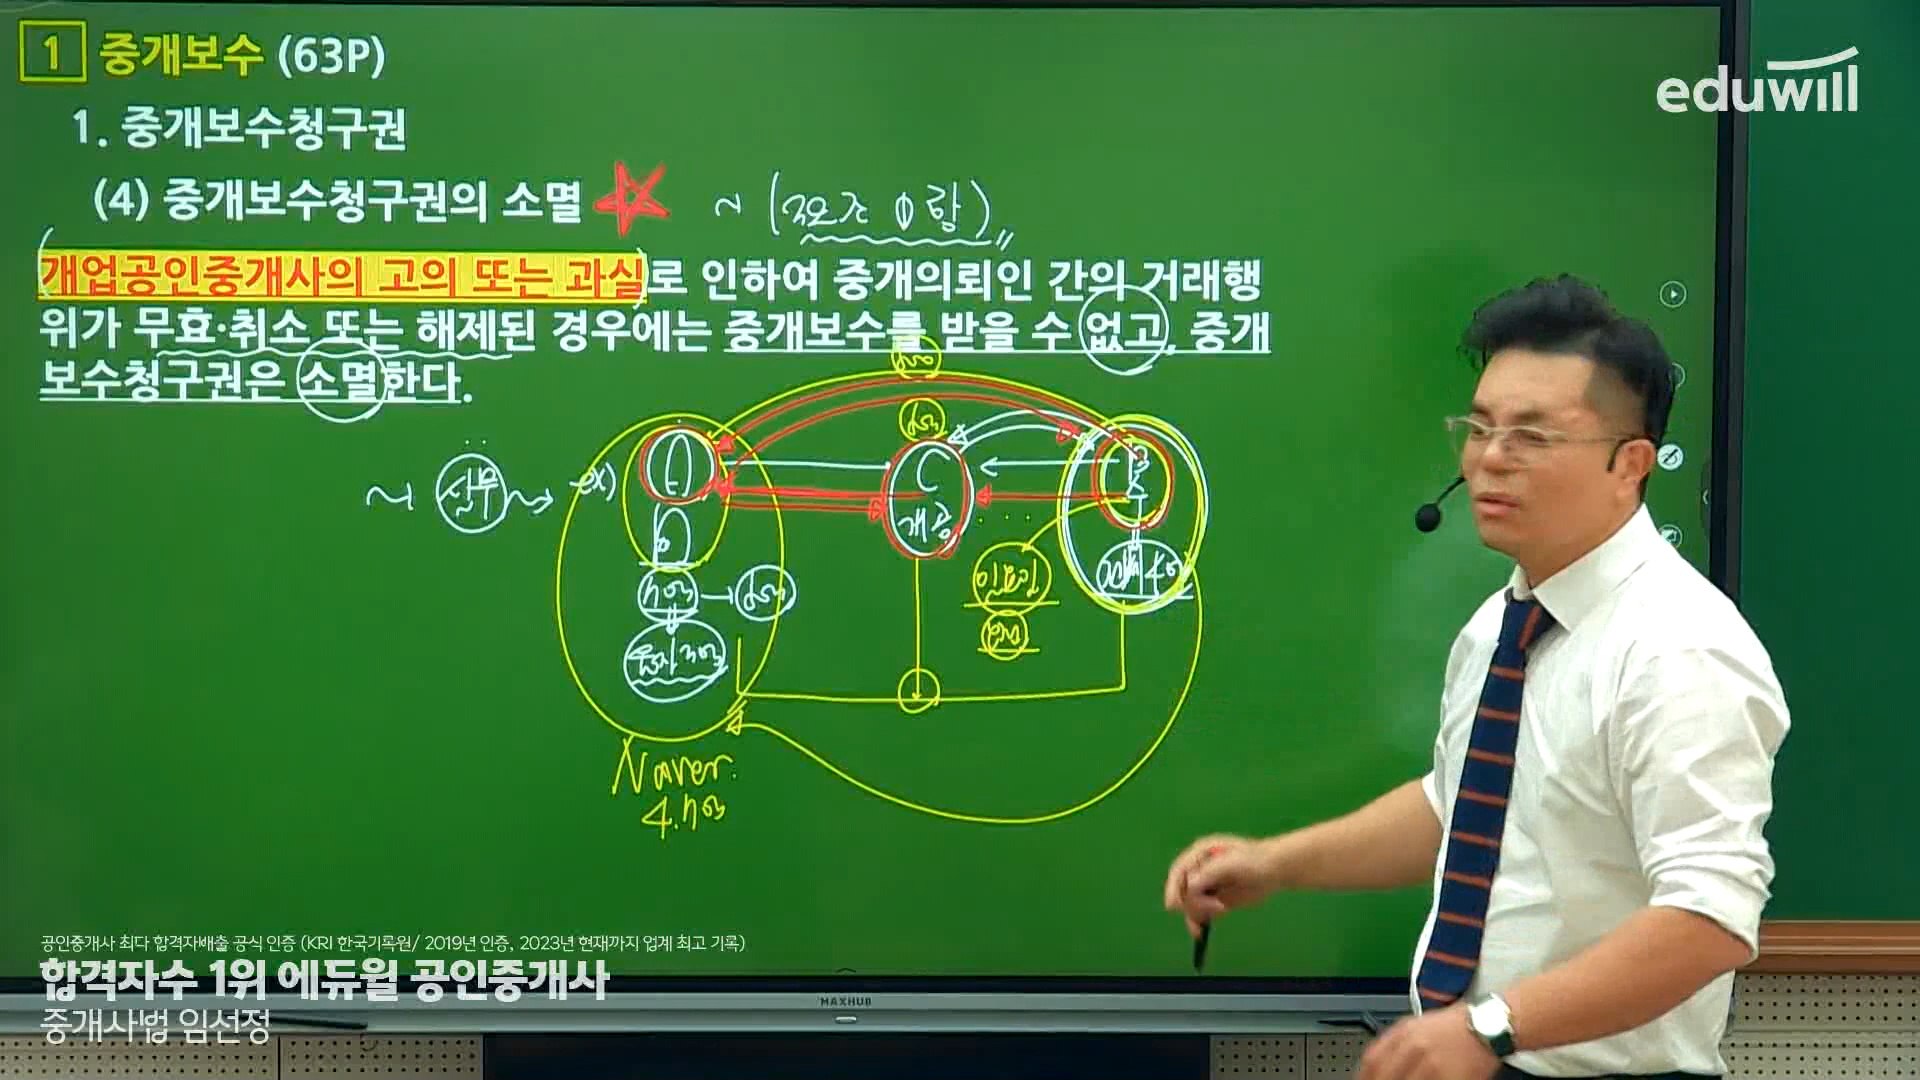 1 중개보수 (63P)
eduwill
1. 중개보수청구권
(4) 중개보수청구권의 소멸
개업공인중개사의 고의 또는 과실로 인하여 중개의뢰인 간의 거래행
위가 무효·취소 또는 해제된 경우에는 중개보수를 받을 수 없고, 중개
보수청구권은 소멸한다.
ex)
C
개공
Naver.
공인중개사 최다 합격자배출 공식 인증 (KRI 한국기록원/ 2019년 인증, 2023년 현재까지 업계 최고 기록)
합격자수 1위 에듀윌 공인중개사
중개사법 임선정
MAXHUB